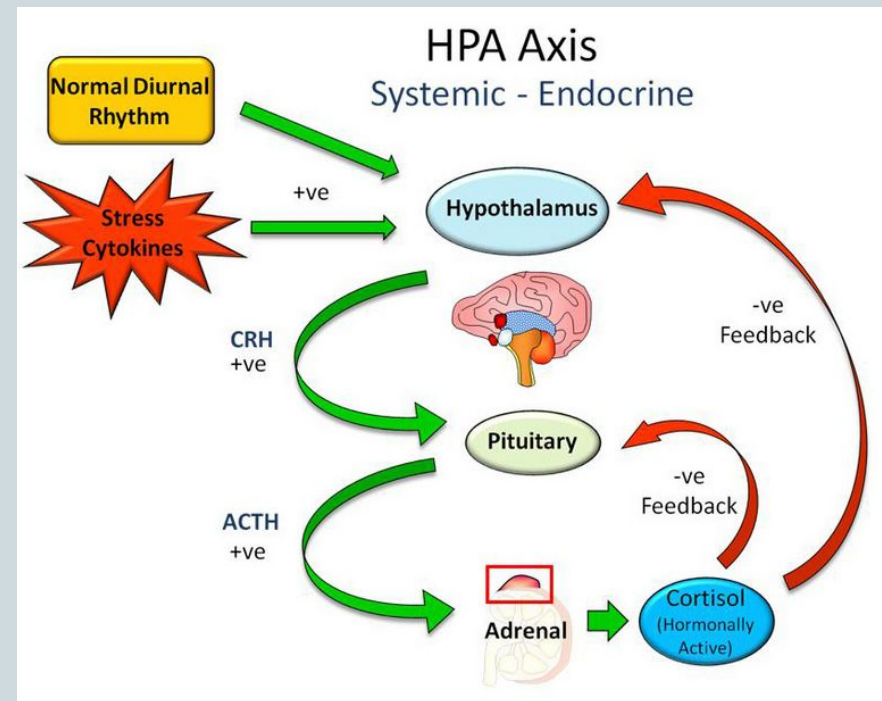 HPA Axis
Systemic - Endocrine
Normal Diurnal
Rhythm
Stress
Cytokines
+ve
Hypothalamus
CRH
+ve
-ve
Feedback
Pituitary
-ve
Feedback
ACTH
+ve
Adrenal
Cortisol
(Hormonally
Active)